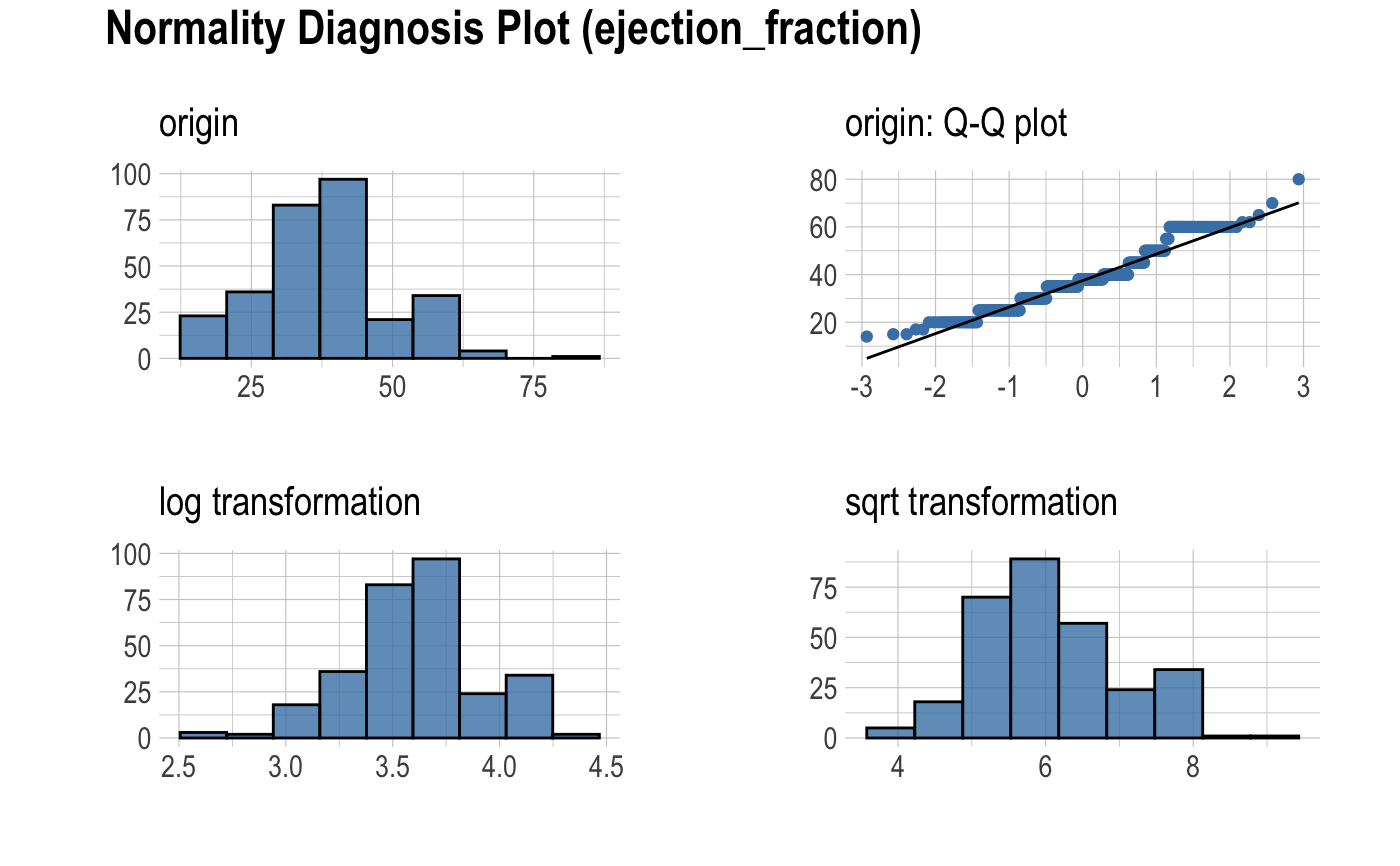 Normality Diagnosis Plot (ejection_fraction)
origin
100
75
50
25
0
25 50 75
origin: Q-Q plot
80
60
40
20
-3 -2 -1 0 1 2 3
log transformation
100
75
50
25
0
2.5 3.0 3.5 4.0 4.5
sqrt transformation
75
50
25
0
4 6 8